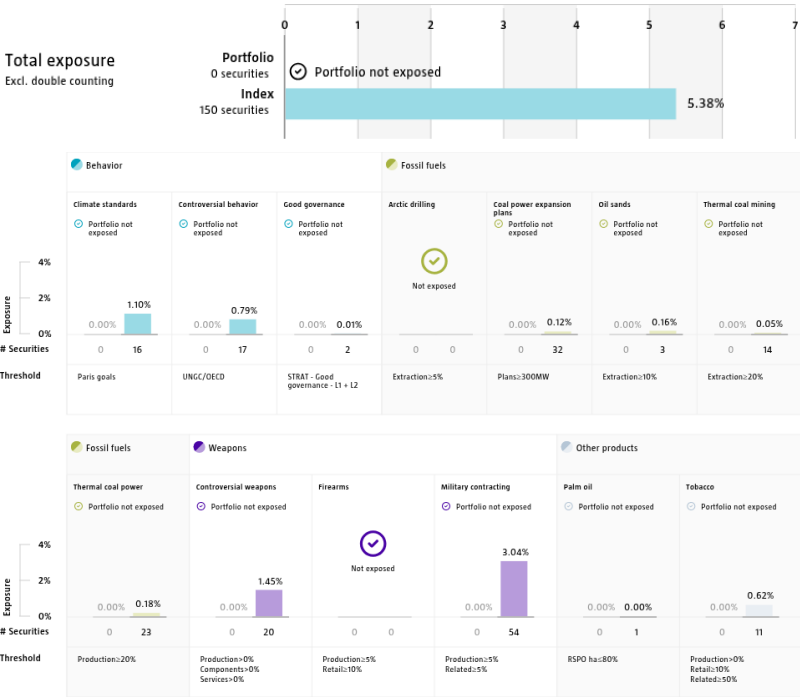 0 1 2 3 4 5 6 7
Total exposure
Excl. double counting
Portfolio
0 securities
Portfolio not exposed
Index
150 securities
5.38%
Behavior
Fossil fuels
Climate standards
Portfolio not
exposed
Controversial behavior
Portfolio not
exposed
Good governance
Portfolio not
exposed
Arctic drilling
Not exposed
Coal power expansion
plans
Portfolio not
exposed
Oil sands
Portfolio not
exposed
Thermal coal mining
Portfolio not
exposed
Exposure
4%
2%
0%
0.00% 1.10% 0.00% 0.79% 0.00% 0.01% 0.00% 0.12% 0.00% 0.16% 0.00% 0.05%
# Securities 0 16 0 17 0 2 0 0 0 32 0 3 0 14
Threshold
Paris goals
UNGC/OECD
STRAT - Good
governance - L1 + L2
Extraction≥5%
Plans≥300MW
Extraction≥10%
Extraction≥20%
Fossil fuels
Weapons
Other products
Thermal coal power
Portfolio not exposed
Controversial weapons
Portfolio not exposed
Firearms
Not exposed
Military contracting
Portfolio not exposed
Palm oil
Portfolio not exposed
Tobacco
Portfolio not exposed
Exposure
4%
2%
0%
0.00% 0.18% 0.00% 1.45% 0.00% 3.04% 0.00% 0.00% 0.00% 0.62%
# Securities 0 23 0 20 0 0 0 54 0 1 0 11
Threshold
Production≥20%
Production>0%
Components>0%
Services>0%
Production≥5%
Retail≥10%
Production≥5%
Related≥5%
RSPO ha≤80%
Production>0%
Retail≥10%
Related≥50%